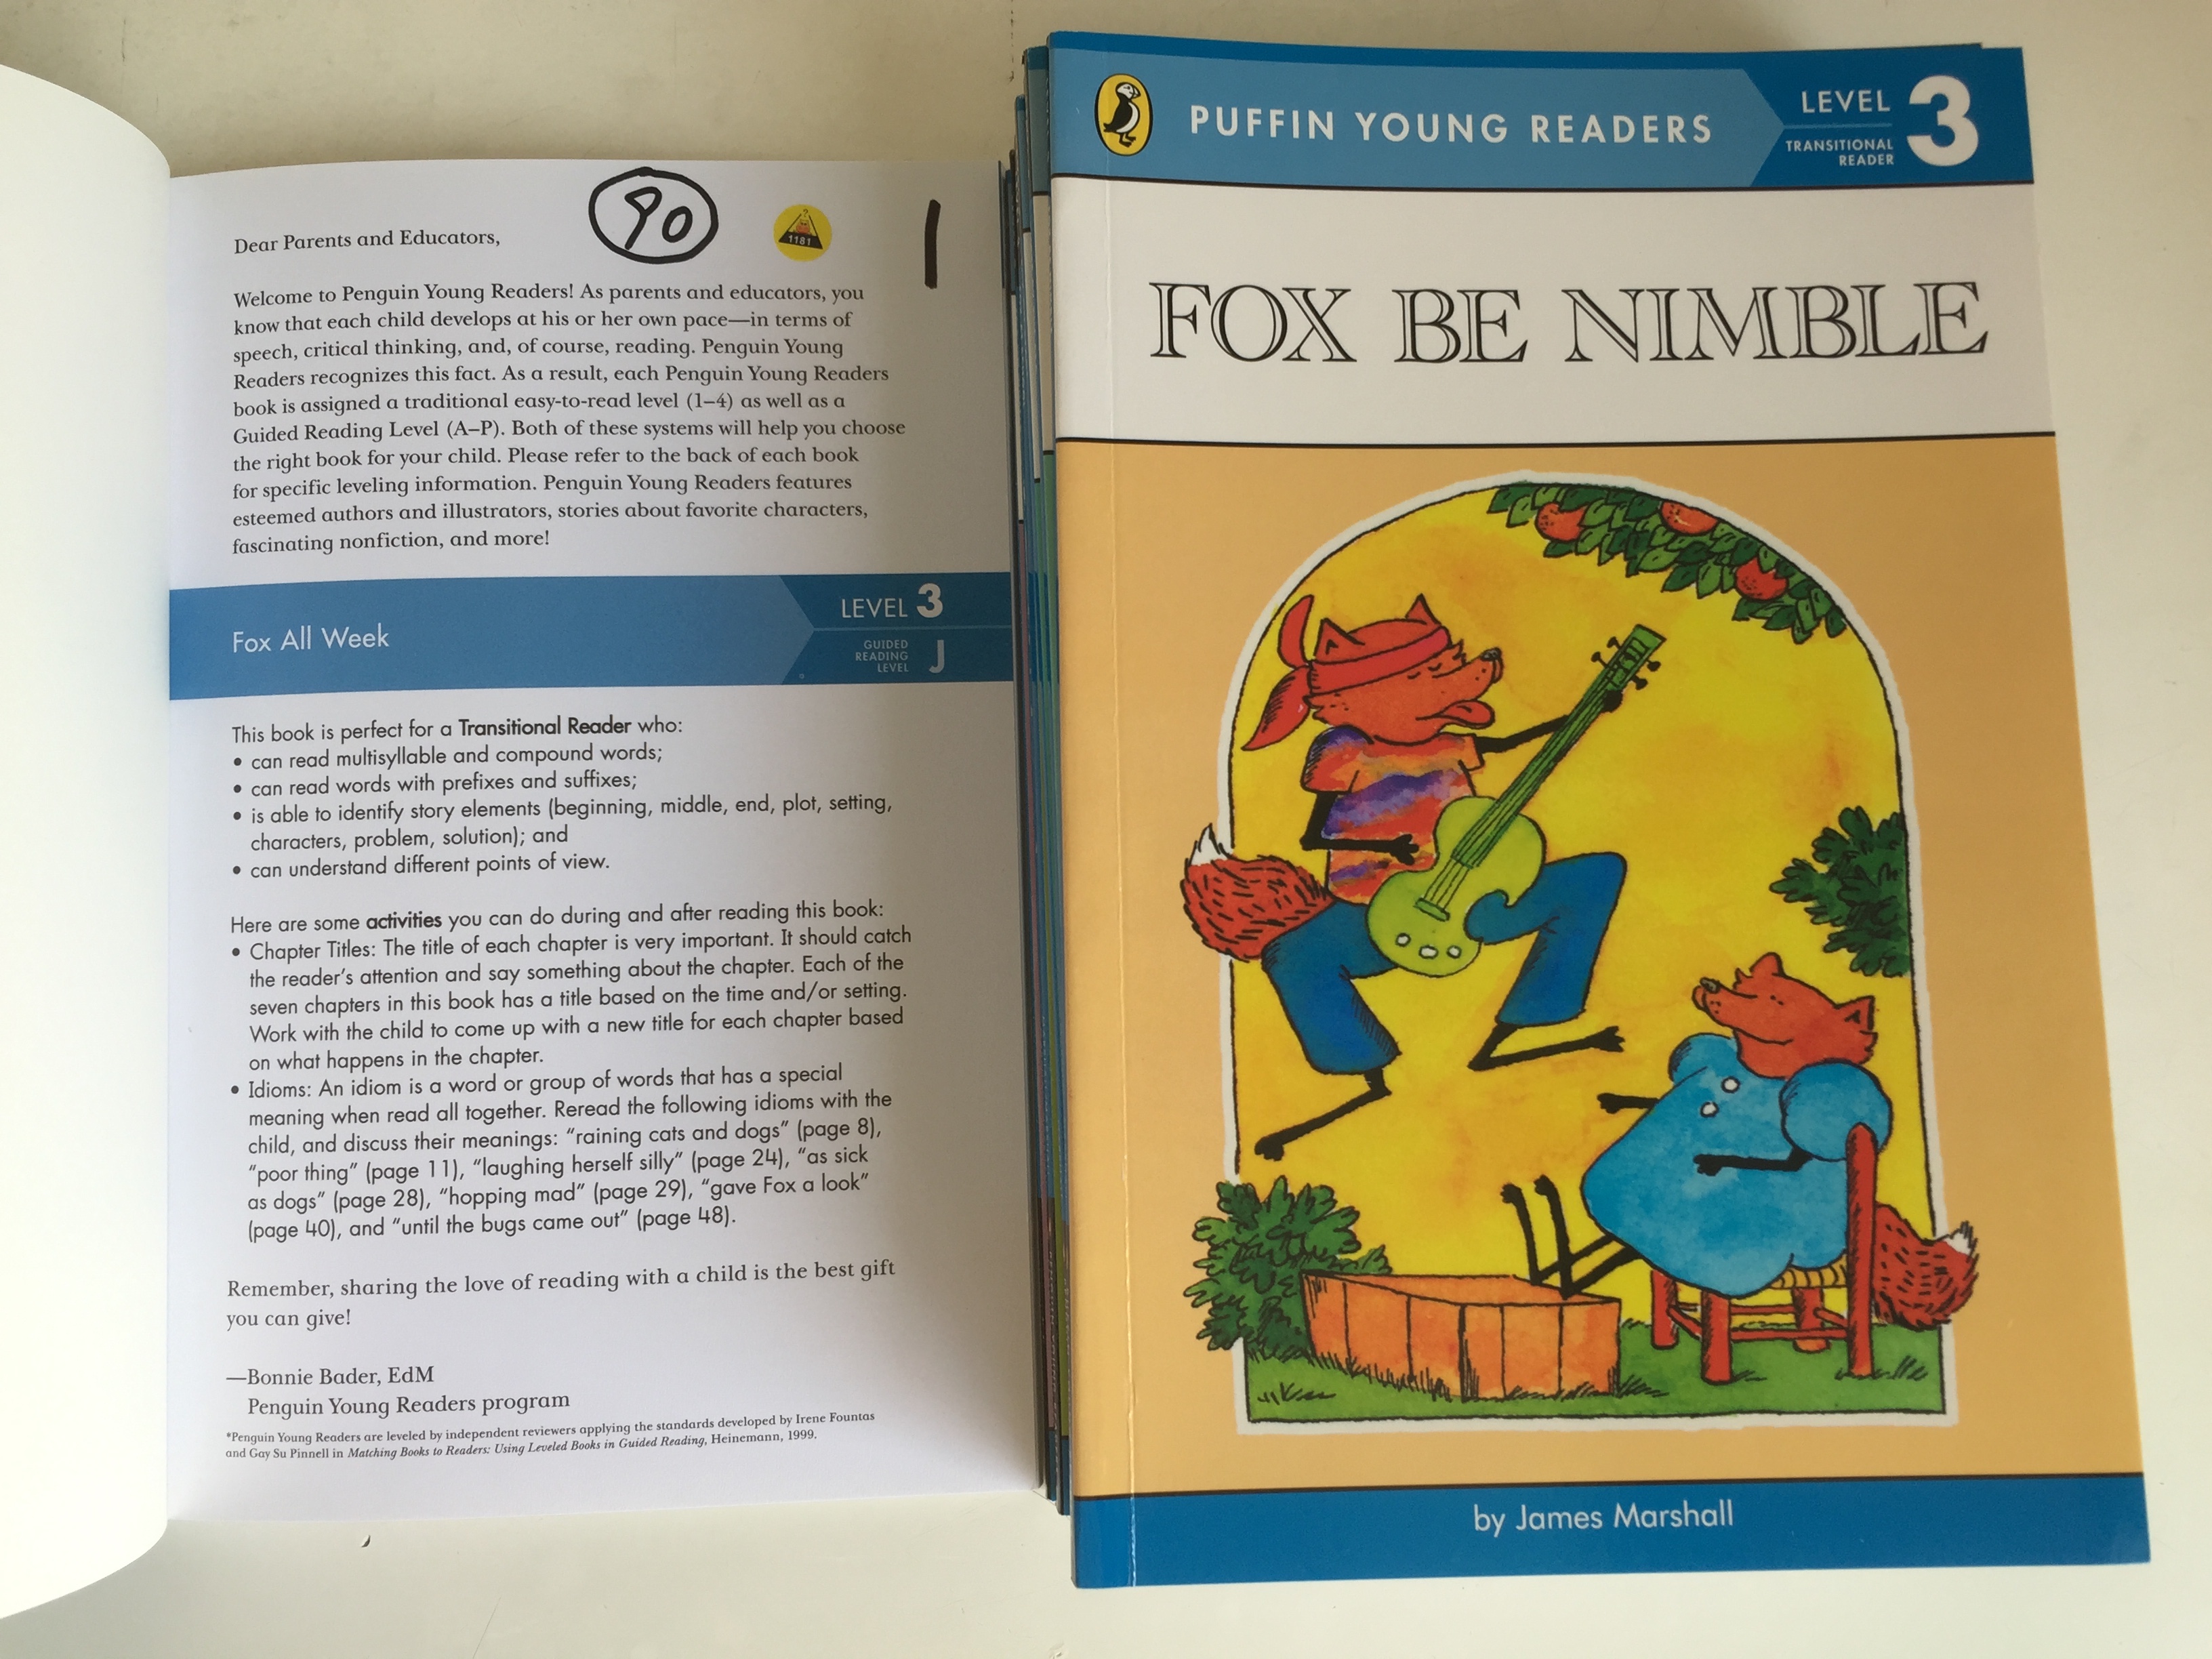 90
1181
1
Dear Parents and Educators,
Welcome to Penguin Young Readers! As parents and educators, you
know that each child develops at his or her own pace—in terms of
speech, critical thinking, and, of course, reading. Penguin Young
Readers recognizes this fact. As a result, each Penguin Young Readers
book is assigned a traditional easy-to-read level (1–4) as well as a
Guided Reading Level (A–P). Both of these systems will help you choose
the right book for your child. Please refer to the back of each book
for specific leveling information. Penguin Young Readers features
esteemed authors and illustrators, stories about favorite characters,
fascinating nonfiction, and more!
Fox All Week
LEVEL 3
GUIDED
READING
LEVEL
J
This book is perfect for a Transitional Reader who:
• can read multisyllable and compound words;
• can read words with prefixes and suffixes;
• is able to identify story elements (beginning, middle, end, plot, setting,
characters, problem, solution); and
• can understand different points of view.
Here are some activities you can do during and after reading this book:
• Chapter Titles: The title of each chapter is very important. It should catch
the reader’s attention and say something about the chapter. Each of the
seven chapters in this book has a title based on the time and/or setting.
Work with the child to come up with a new title for each chapter based
on what happens in the chapter.
• Idioms: An idiom is a word or group of words that has a special
meaning when read all together. Reread the following idioms with the
child, and discuss their meanings: “raining cats and dogs” (page 8),
“poor thing” (page 11), “laughing herself silly” (page 24), “as sick
as dogs” (page 28), “hopping mad” (page 29), “gave Fox a look”
(page 40), and “until the bugs came out” (page 48).
Remember, sharing the love of reading with a child is the best gift
you can give!
—Bonnie Bader, EdM
Penguin Young Readers program
*Penguin Young Readers are leveled by independent reviewers applying the standards developed by Irene Fountas
and Gay Su Pinnell in Matching Books to Readers: Using Leveled Books in Guided Reading, Heinemann, 1999.
PUFFIN YOUNG READERS
LEVEL 3
TRANSITIONAL
READER
FOX BE NIMBLE
by James Marshall